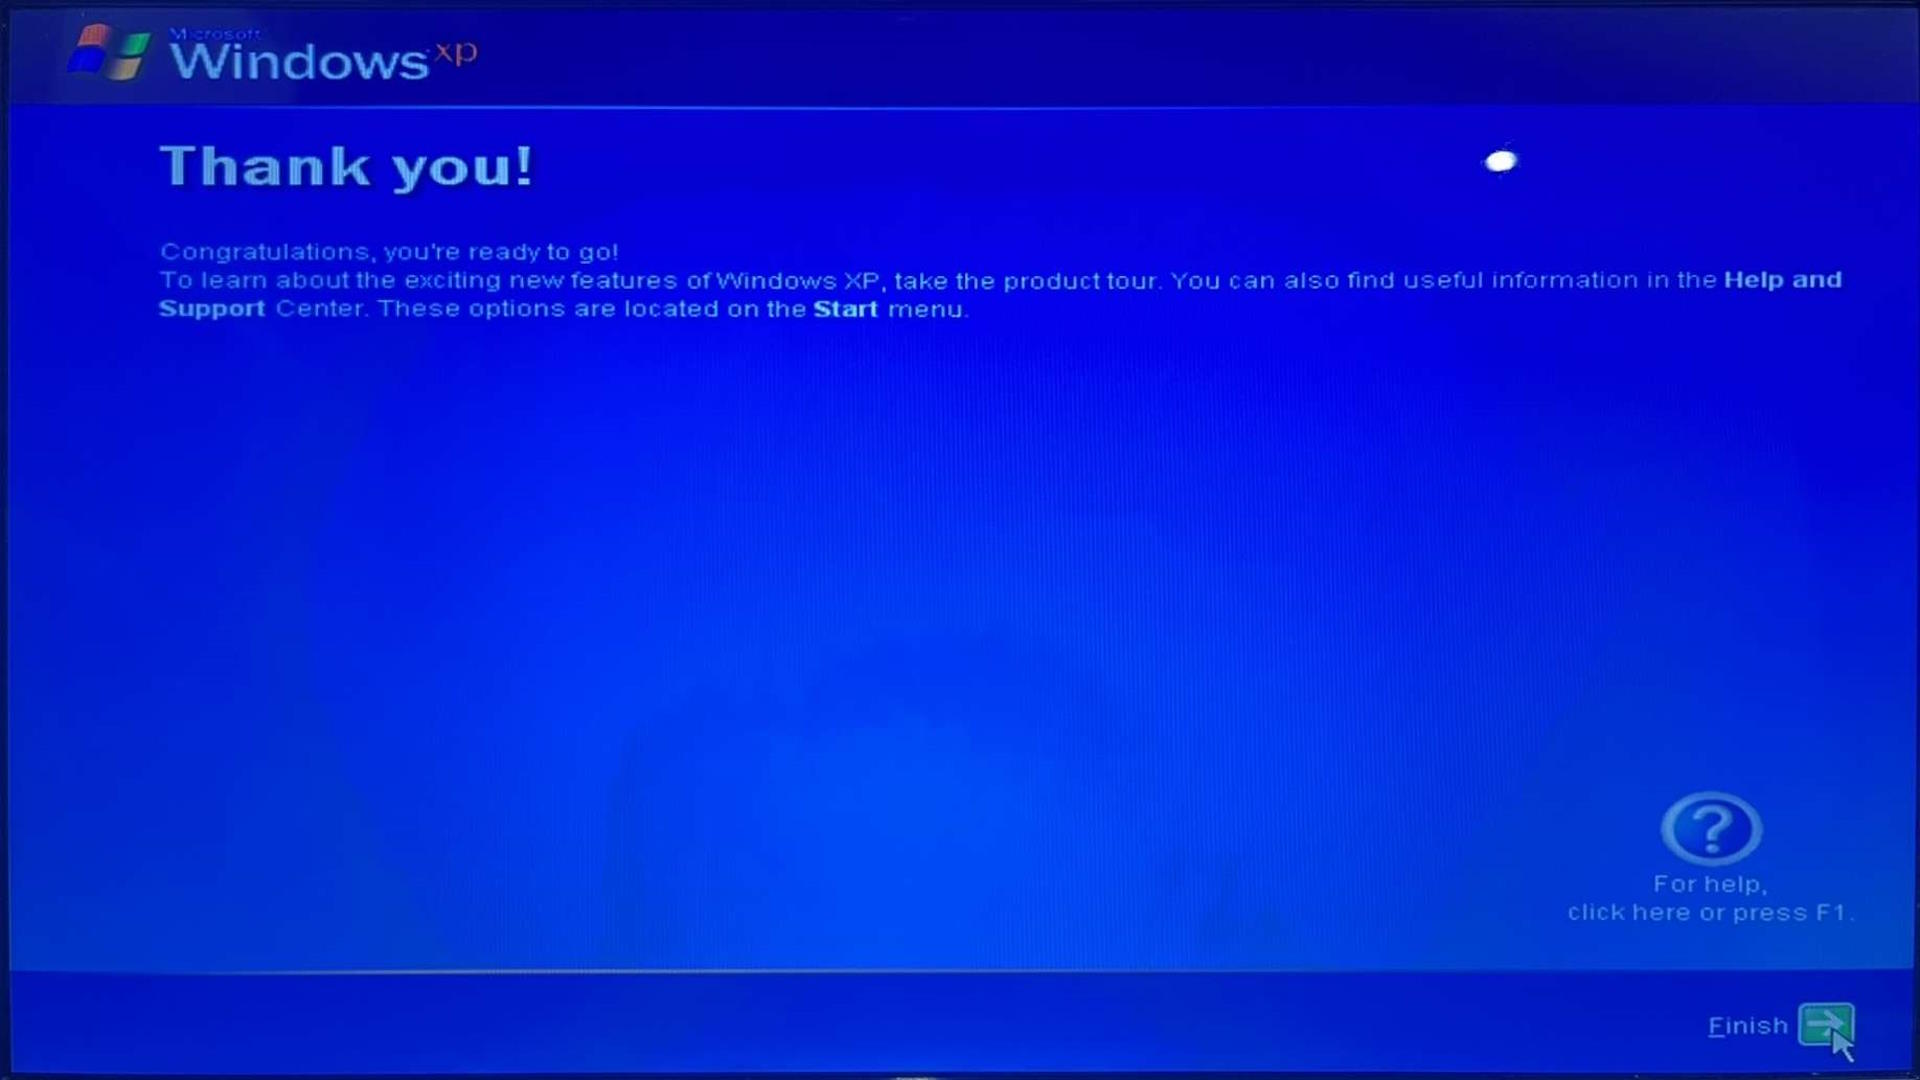 Microsoft
Windows xp
Thank you!
Congratulations, you're ready to go!
To learn about the exciting new features of Windows XP, take the product tour. You can also find useful information in the Help and
Support Center. These options are located on the Start menu.
?
For help,
click here or press F1.
Finish